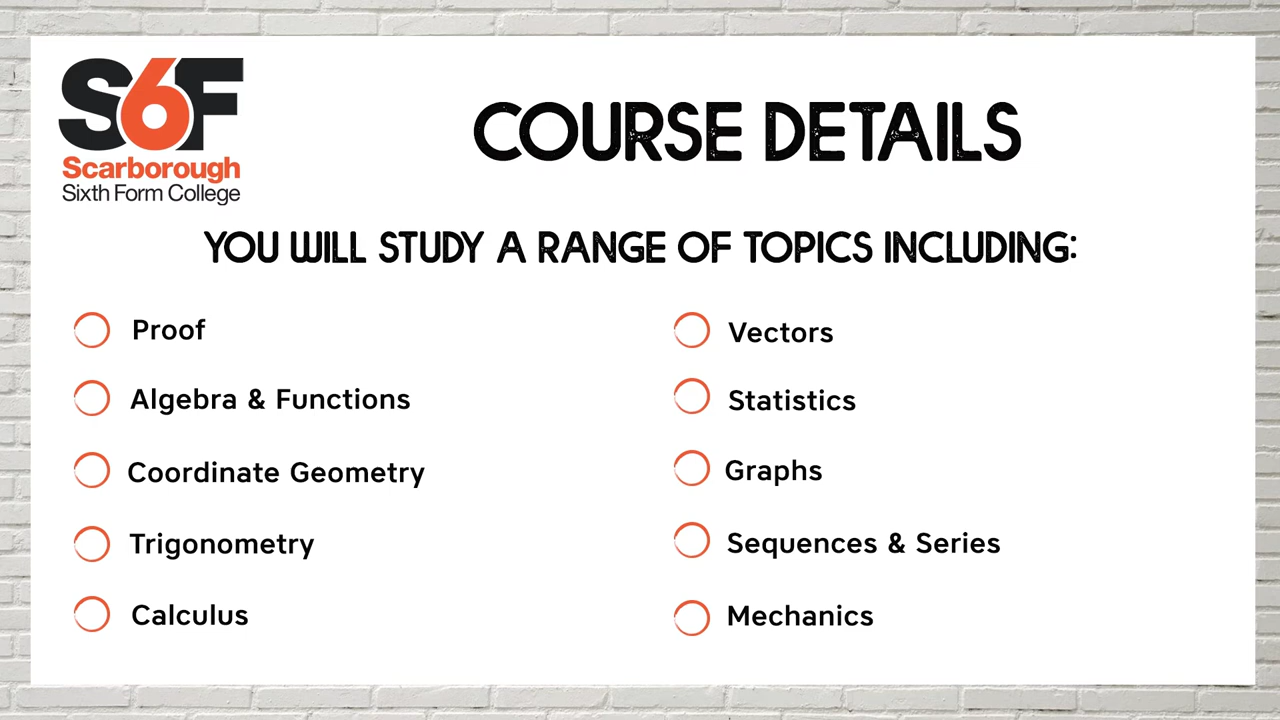 S6F
Scarborough
Sixth Form College
COURSE DETAILS
YOU WILL STUDY A RANGE OF TOPICS INCLUDING:
Proof
Algebra & Functions
Coordinate Geometry
Trigonometry
Calculus
Vectors
Statistics
Graphs
Sequences & Series
Mechanics